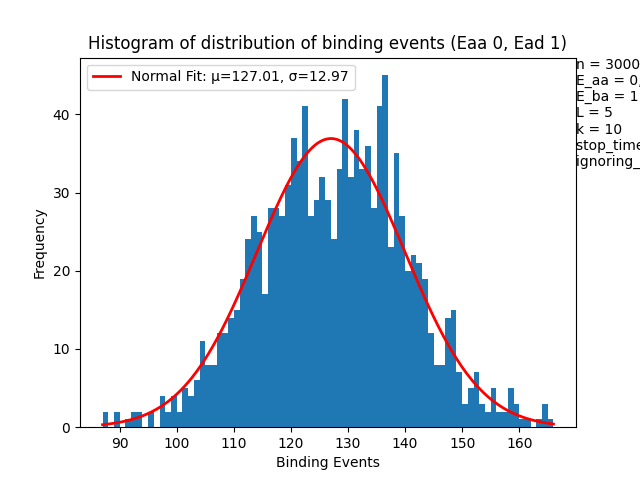 Histogram of distribution of binding events (Eaa 0, Ead 1)
Normal Fit: μ=127.01, σ=12.97
n = 3000
E_aa = 0,
E_ba = 1
L = 5
k = 10
stop_time
ignoring_
Frequency
40
30
20
10
0
90 100 110 120 130 140 150 160
Binding Events